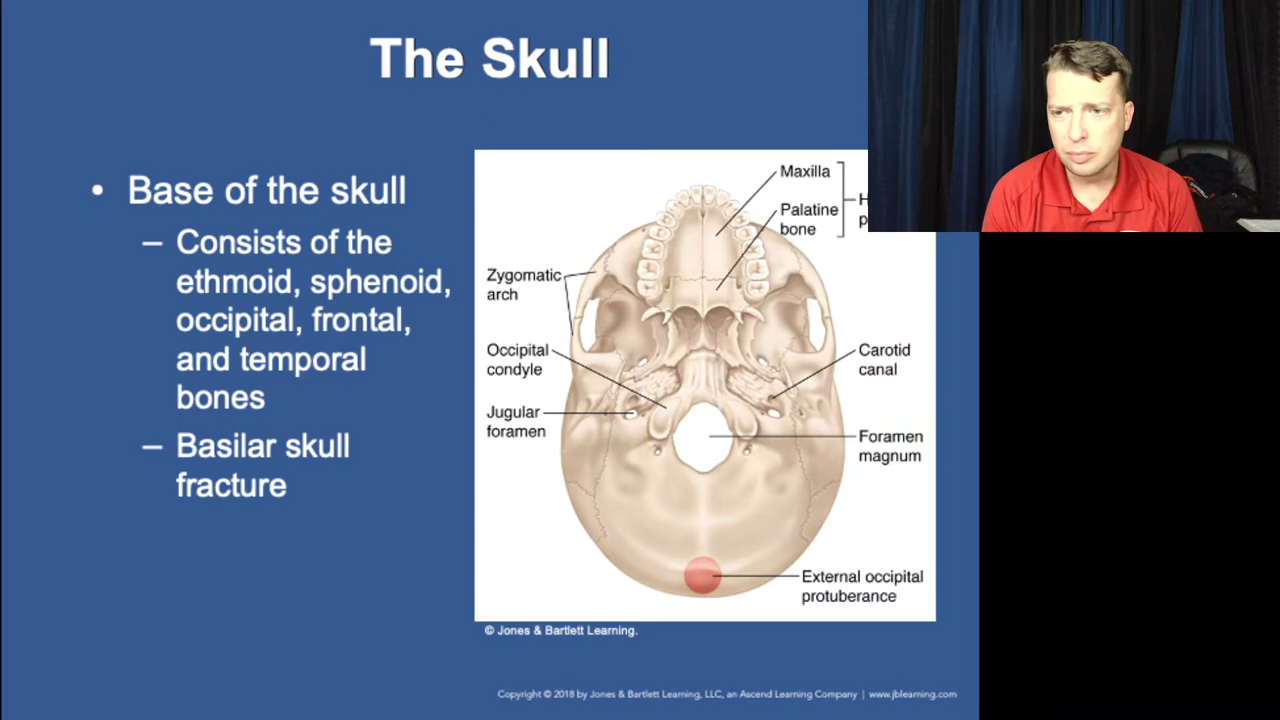 The Skull
• Base of the skull
– Consists of the
ethmoid, sphenoid,
occipital, frontal,
and temporal
bones
– Basilar skull
fracture
Maxilla
Palatine
bone
H
p
Zygomatic
arch
Occipital
condyle
Jugular
foramen
Carotid
canal
Foramen
magnum
External occipital
protuberance
© Jones & Bartlett Learning.
Copyright © 2018 by Jones & Bartlett Learning, LLC, an Ascend Learning Company | www.jblearning.com